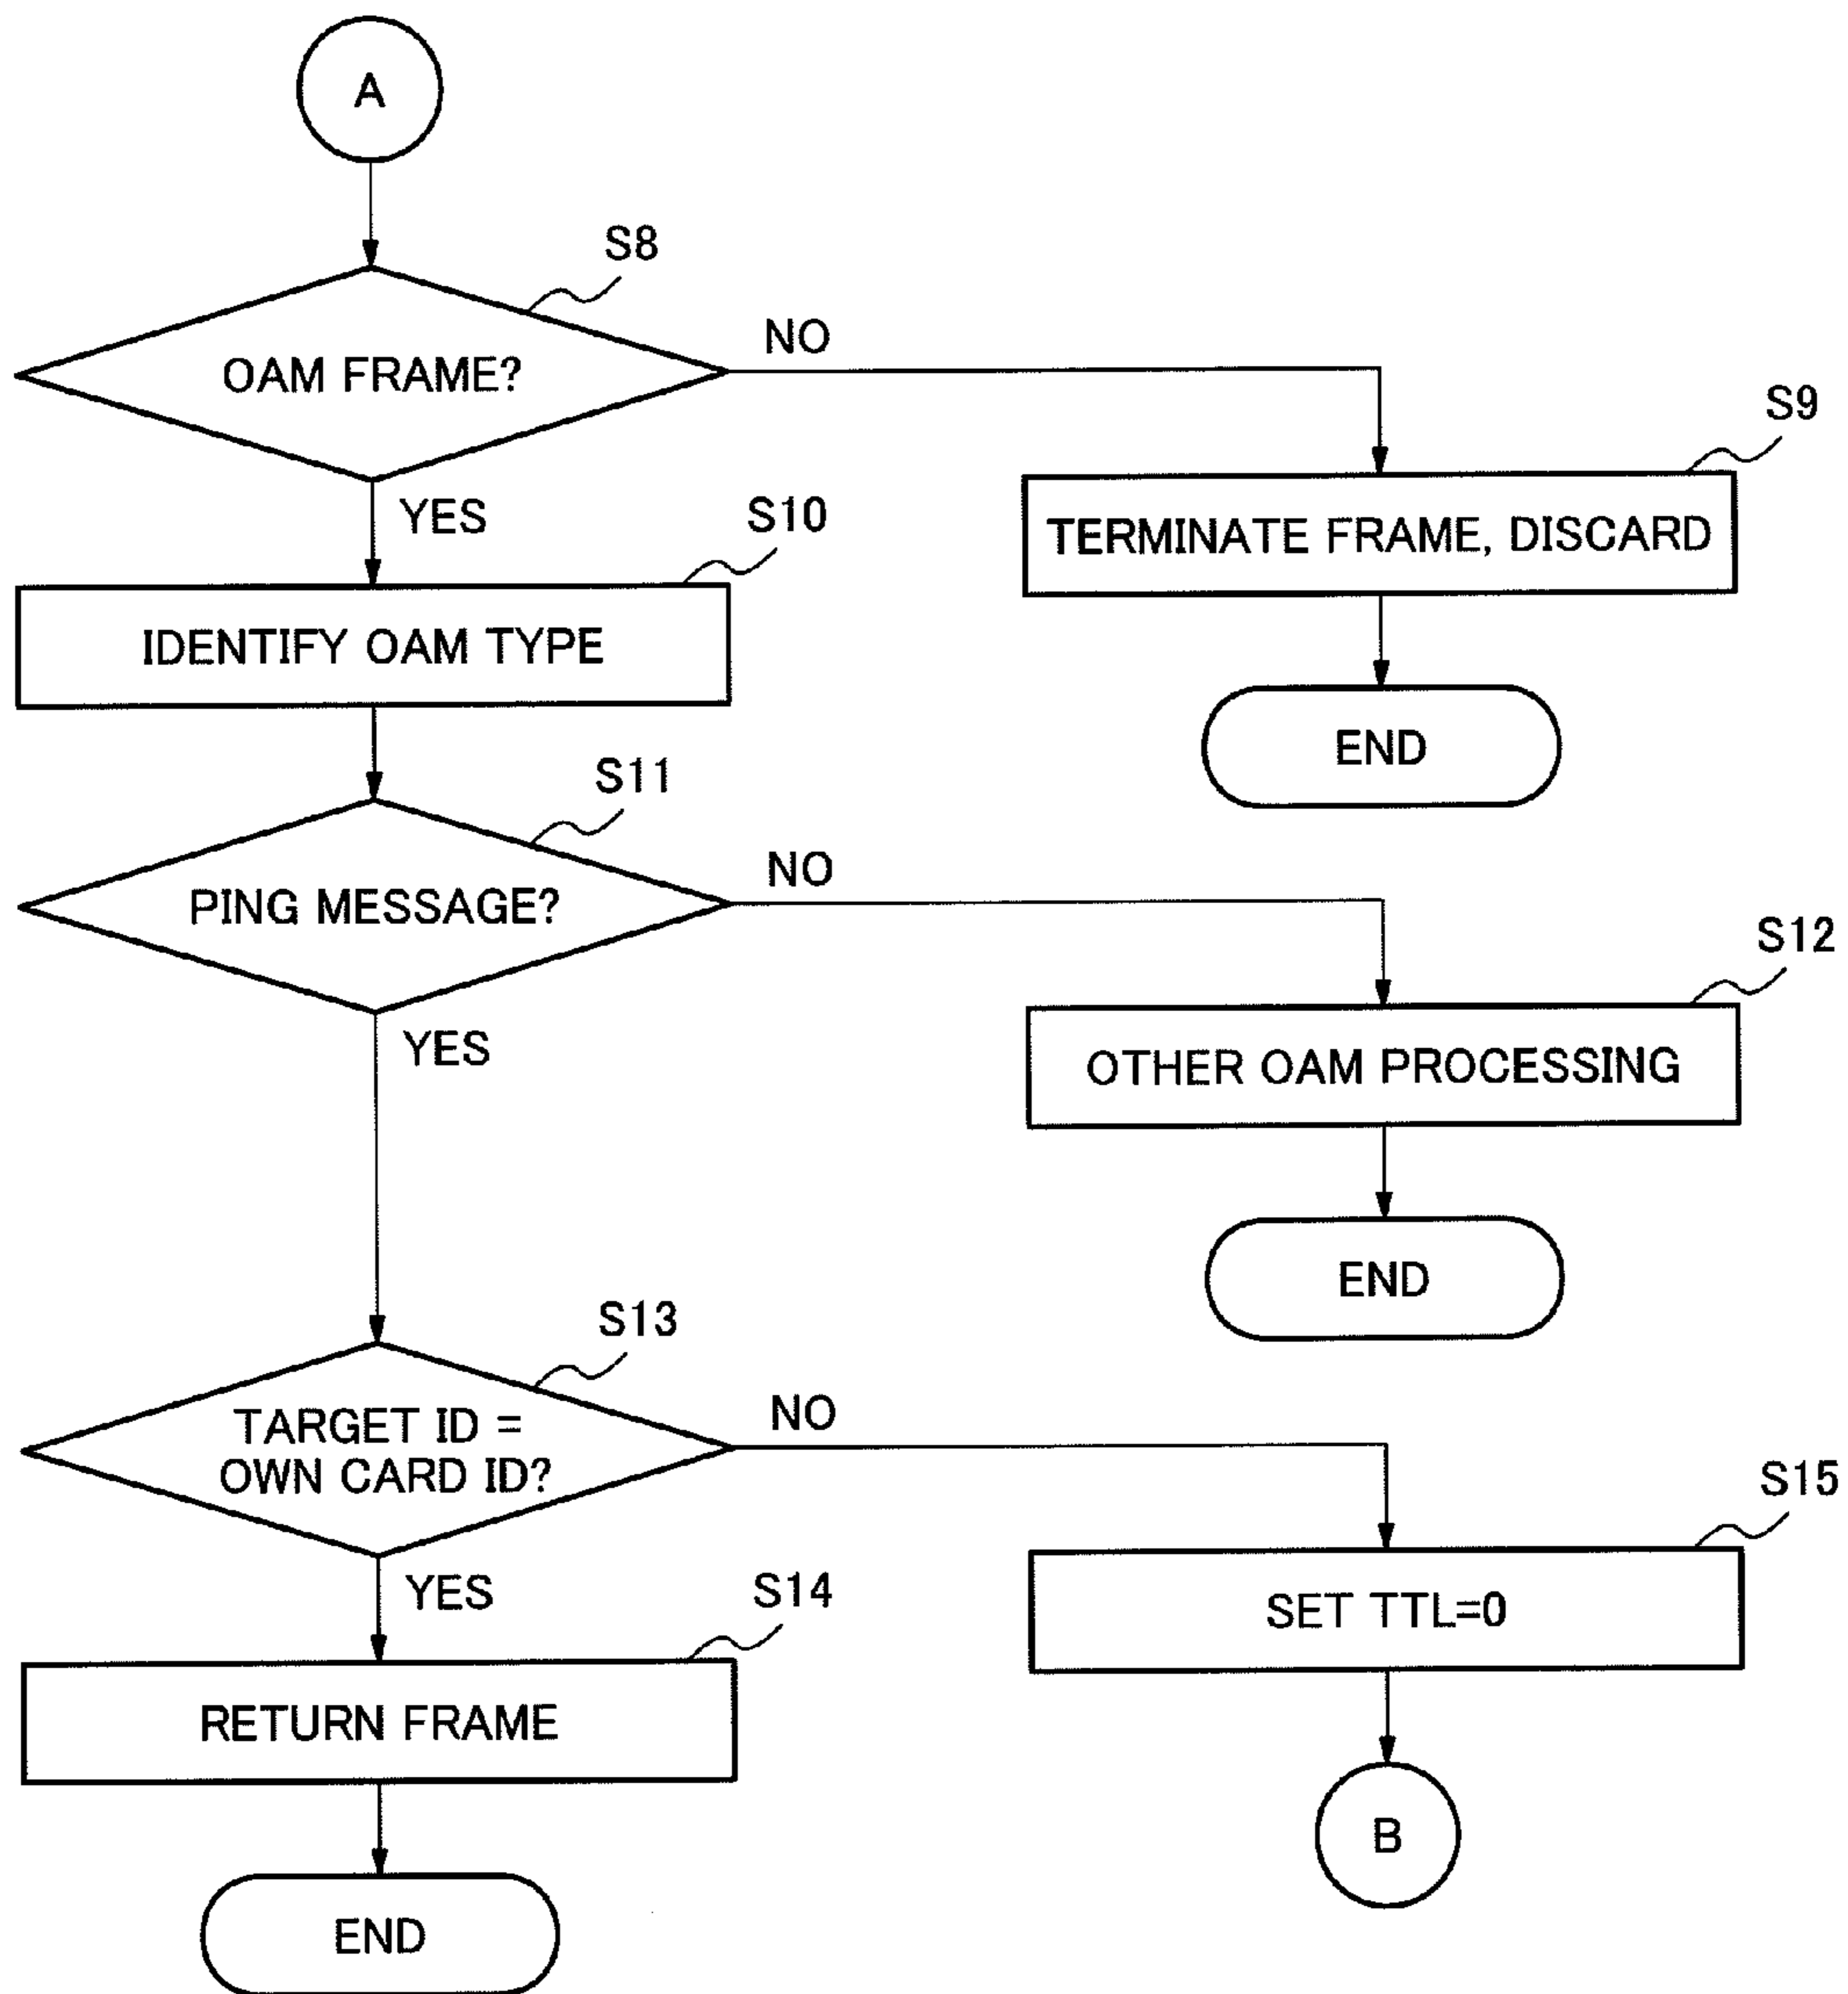 A
S8
OAM FRAME?
NO
S9
TERMINATE FRAME, DISCARD
YES
S10
IDENTIFY OAM TYPE
END
S11
PING MESSAGE?
NO
S12
OTHER OAM PROCESSING
YES
END
S13
TARGET ID =
OWN CARD ID?
NO
S15
SET TTL=0
YES
S14
RETURN FRAME
B
END